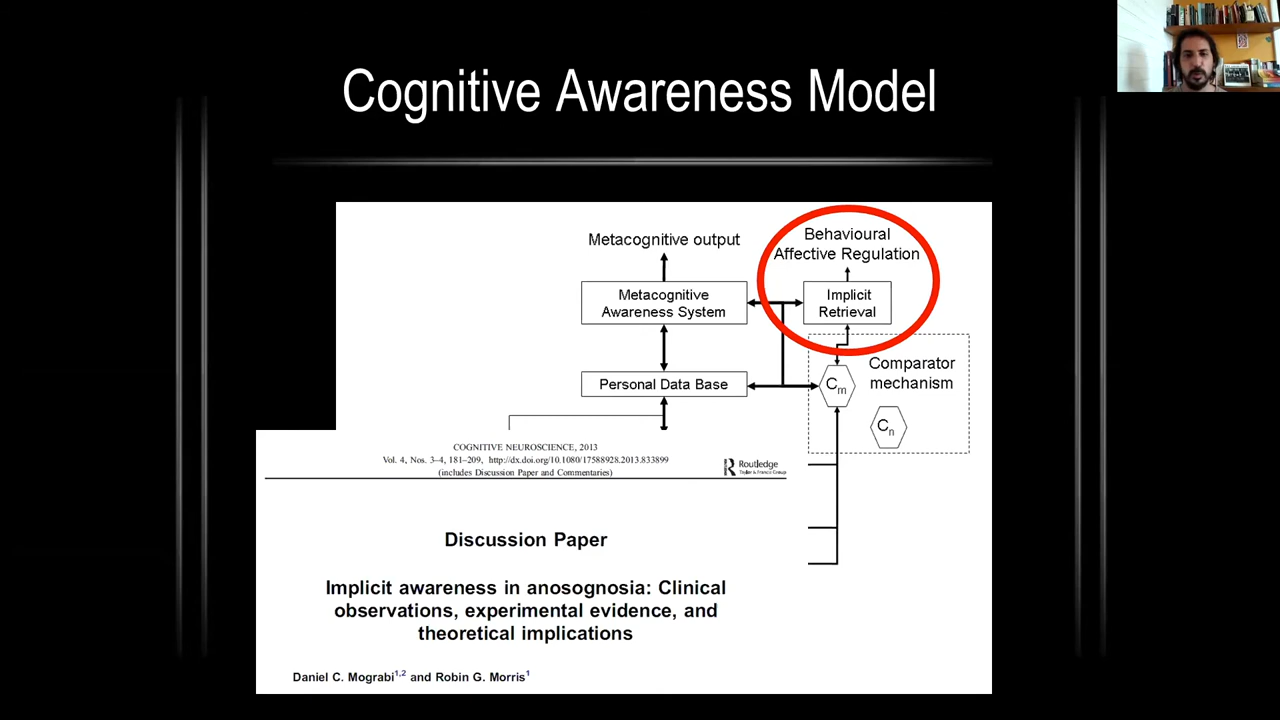 Cognitive Awareness Model
Metacognitive output
Behavioural
Affective Regulation
Metacognitive
Awareness System
Implicit
Retrieval
Comparator
mechanism
Personal Data Base
Cm
Cn
COGNITIVE NEUROSCIENCE, 2013
Vol. 4, Nos. 3–4, 181–209, http://dx.doi.org/10.1080/17588928.2013.833899
(includes Discussion Paper and Commentaries)
Routledge
Taylor & Francis Group
Discussion Paper
Implicit awareness in anosognosia: Clinical
observations, experimental evidence, and
theoretical implications
Daniel C. Mograbi1,2 and Robin G. Morris1